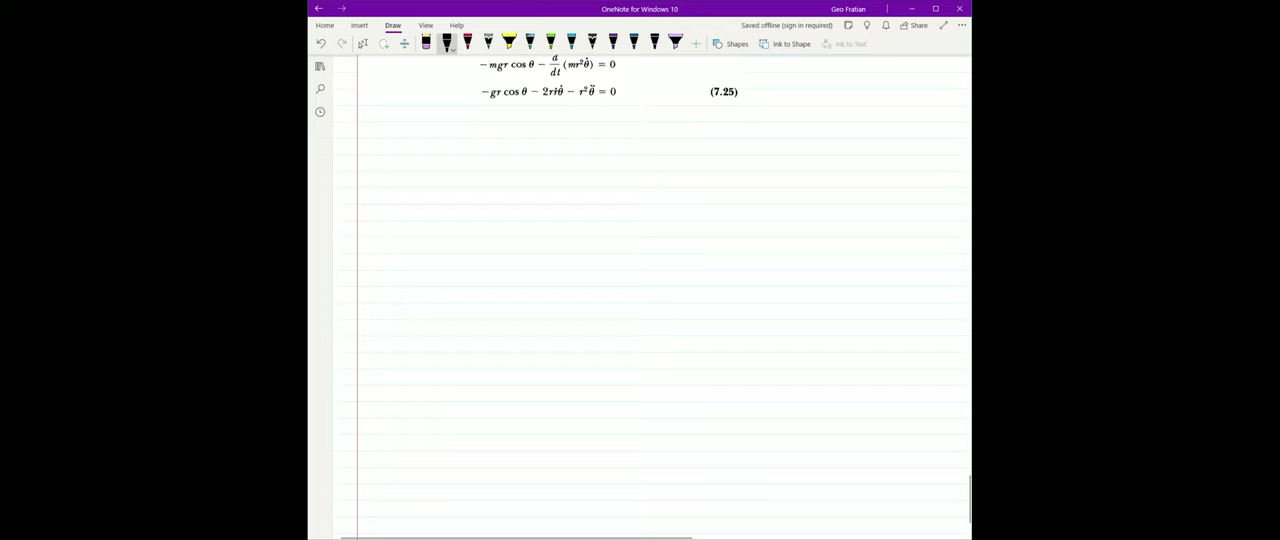 OneNote for Windows 10
Geo Fratian
Home Insert Draw View Help
Saved offline (sign in required)
Share
Shapes
Ink to Shape
Ink to Text
− mgr cos θ − d/dt (mr²θ̇) = 0
−gr cos θ − 2rṙθ̇ − r²θ̈ = 0 (7.25)